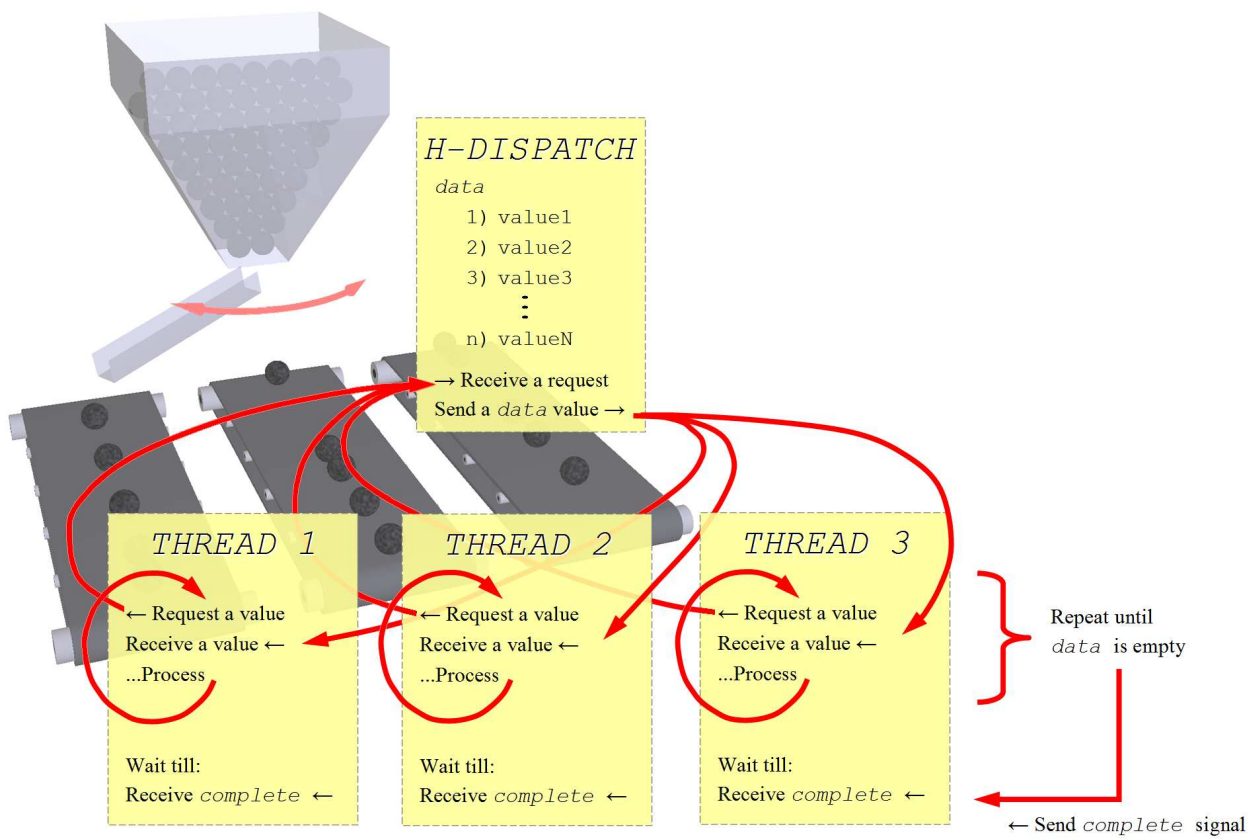 H-DISPATCH
data
1) value1
2) value2
3) value3
⋮
n) valueN
→ Receive a request
Send a data value →
THREAD 1
← Request a value
Receive a value ←
...Process
Wait till:
Receive complete ←
THREAD 2
← Request a value
Receive a value ←
...Process
Wait till:
Receive complete ←
THREAD 3
← Request a value
Receive a value ←
...Process
Wait till:
Receive complete ←
Repeat until
data is empty
← Send complete signal